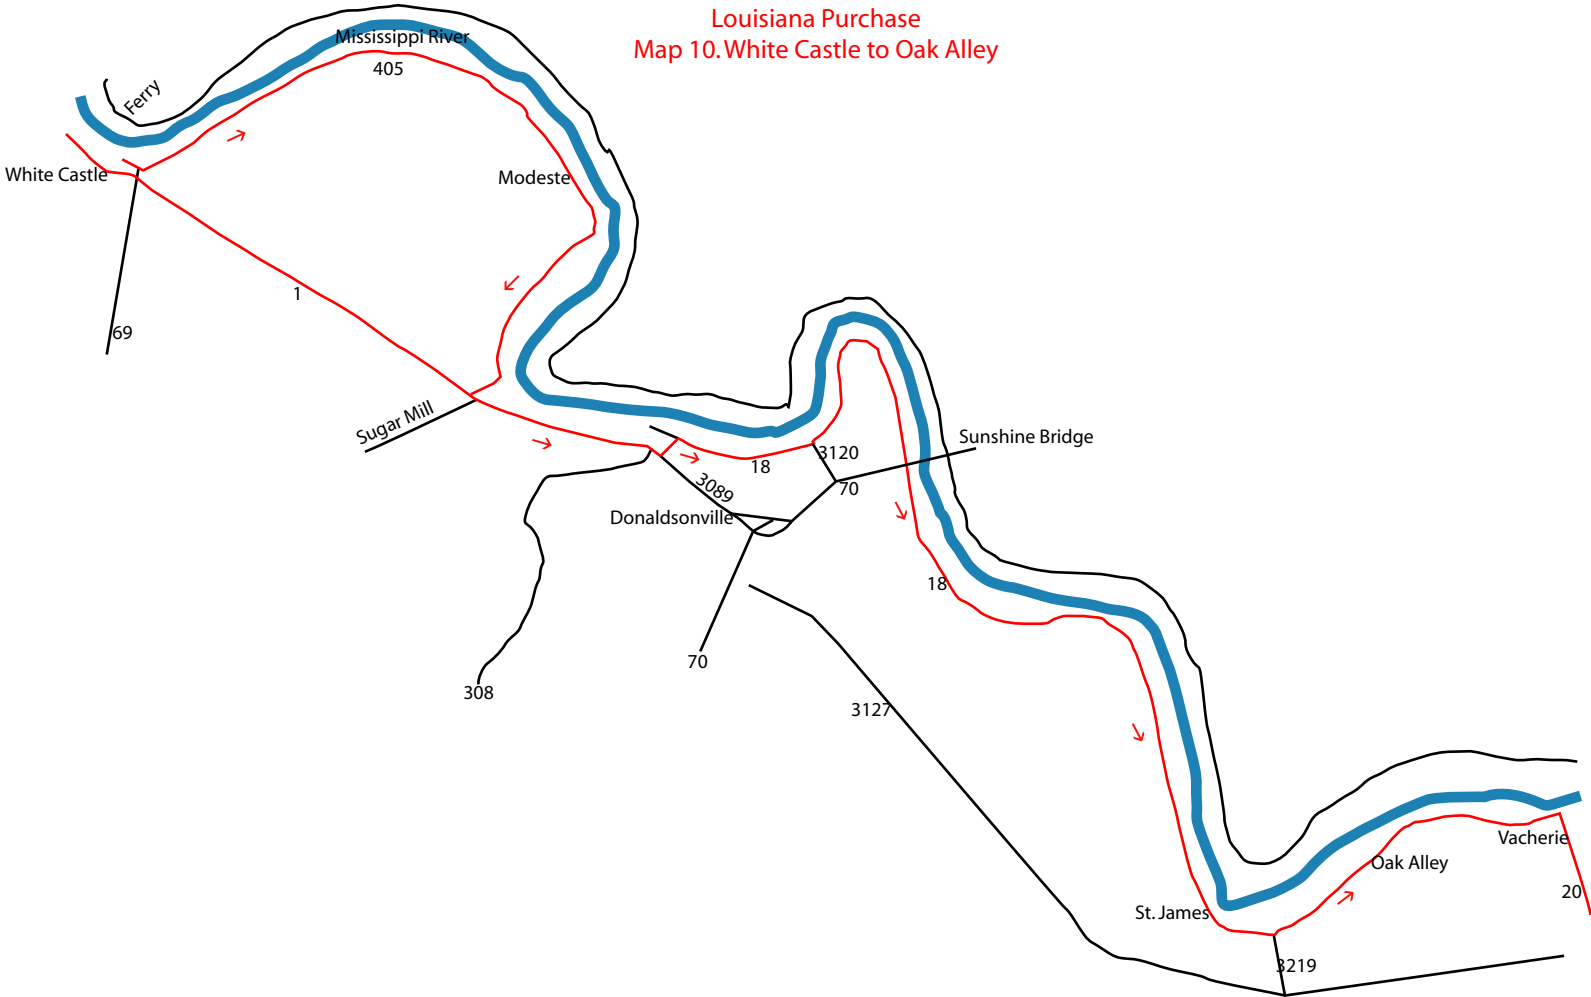 Louisiana Purchase
Map 10. White Castle to Oak Alley
Mississippi River
405
Ferry
White Castle
Modeste
1
69
Sugar Mill
Sunshine Bridge
3120
18
3089
70
Donaldsonville
18
70
308
3127
Vacherie
Oak Alley
20
St. James
3219